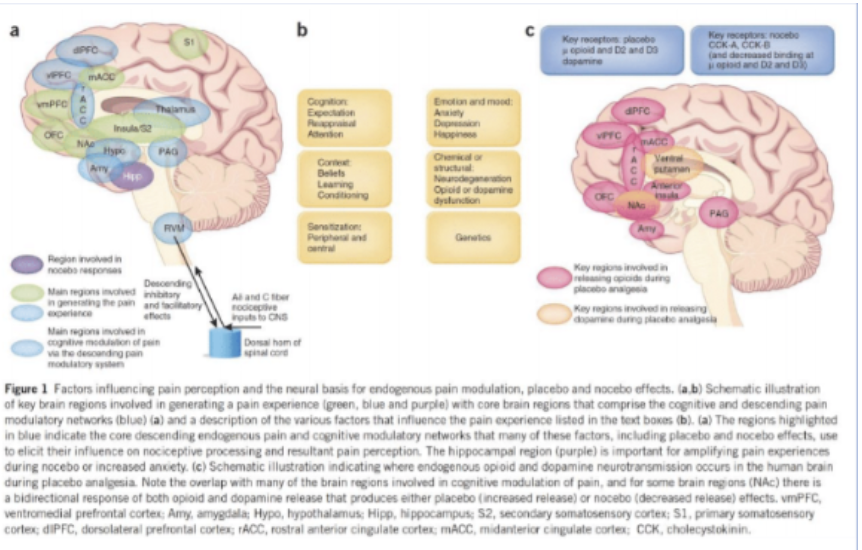 a
dlPFC
S1
vlPFC
mACC
vmPFC
r
A
C
C
Thalamus
Insula/S2
OFC
NAc
Hypo
PAG
Amy
Hipp
RVM
Region involved in
nocebo responses
Main regions involved
in generating the pain
experience
Main regions involved in
cognitive modulation of pain
via the descending pain
modulatory system
Descending
inhibitory
and facilitatory
effects
Aδ and C fiber
nociceptive
inputs to CNS
Dorsal horn of
spinal cord
b
Cognition:
Expectation
Reappraisal
Attention
Emotion and mood:
Anxiety
Depression
Happiness
Context:
Beliefs
Learning
Conditioning
Chemical or
structural:
Neurodegeneration
Opioid or dopamine
dysfunction
Sensitization:
Peripheral and
central
Genetics
c
Key receptors: placebo
μ opioid and D2 and D3
dopamine
Key receptors: nocebo
CCK-A, CCK-B
(and decreased binding at
μ opioid and D2 and D3)
dlPFC
vlPFC
mACC
r
A
C
C
Ventral
putamen
Anterior
insula
OFC
NAc
PAG
Amy
Key regions involved in
releasing opioids during
placebo analgesia
Key regions involved in releasing
dopamine during placebo analgesia
Figure 1 Factors influencing pain perception and the neural basis for endogenous pain modulation, placebo and nocebo effects. (a,b) Schematic illustration
of key brain regions involved in generating a pain experience (green, blue and purple) with core brain regions that comprise the cognitive and descending pain
modulatory networks (blue) (a) and a description of the various factors that influence the pain experience listed in the text boxes (b). (a) The regions highlighted
in blue indicate the core descending endogenous pain and cognitive modulatory networks that many of these factors, including placebo and nocebo effects, use
to elicit their influence on nociceptive processing and resultant pain perception. The hippocampal region (purple) is important for amplifying pain experiences
during nocebo or increased anxiety. (c) Schematic illustration indicating where endogenous opioid and dopamine neurotransmission occurs in the human brain
during placebo analgesia. Note the overlap with many of the brain regions involved in cognitive modulation of pain, and for some brain regions (NAc) there is
a bidirectional response of both opioid and dopamine release that produces either placebo (increased release) or nocebo (decreased release) effects. vmPFC,
ventromedial prefrontal cortex; Amy, amygdala; Hypo, hypothalamus; Hipp, hippocampus; S2, secondary somatosensory cortex; S1, primary somatosensory
cortex; dlPFC, dorsolateral prefrontal cortex; rACC, rostral anterior cingulate cortex; mACC, midanterior cingulate cortex; CCK, cholecystokinin.